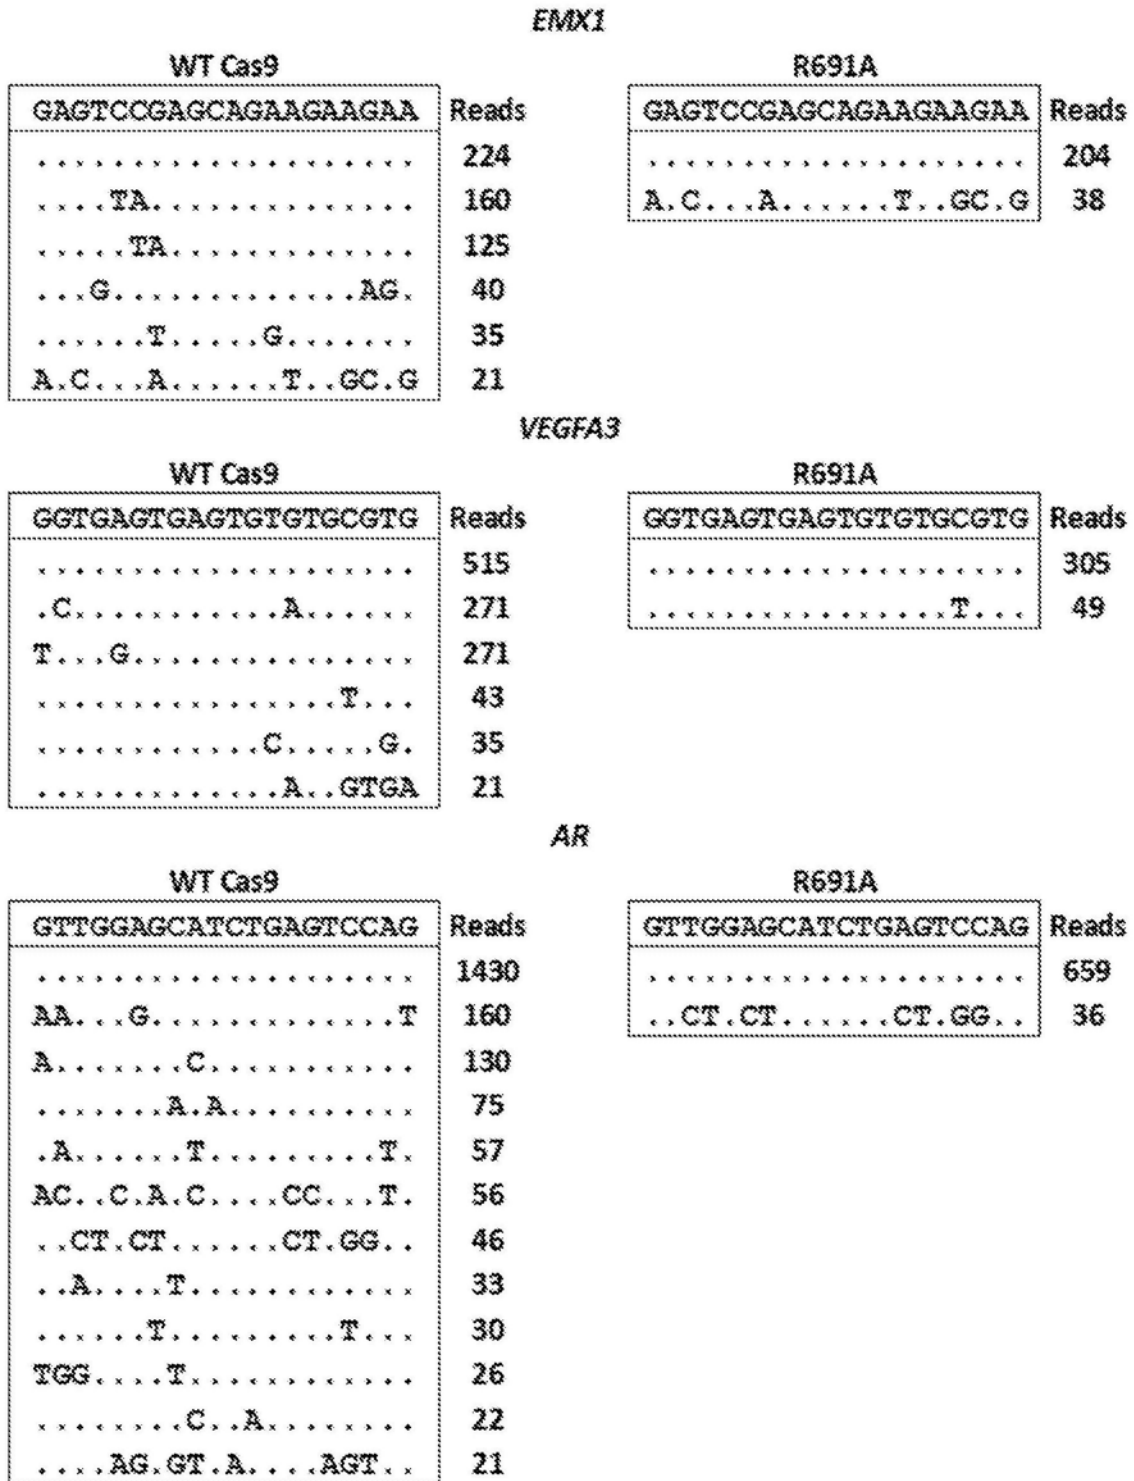 EMX1
WT Cas9 R691A
GAGTCCGAGCAGAAGAAGAA Reads GAGTCCGAGCAGAAGAAGAA Reads
.................... 224 .................... 204
....TA.............. 160 A.C...A......T..GC.G 38
.....TA............. 125
...G.............AG. 40
......T.....G....... 35
A.C...A......T..GC.G 21
VEGFA3
WT Cas9 R691A
GGTGAGTGAGTGTGTGCGTG Reads GGTGAGTGAGTGTGTGCGTG Reads
.................... 515 .................... 305
.C...........A...... 271 ................T... 49
T...G............... 271
................T... 43
............C.....G. 35
.............A..GTGA 21
AR
WT Cas9 R691A
GTTGGAGCATCTGAGTCCAG Reads GTTGGAGCATCTGAGTCCAG Reads
.................... 1430 .................... 659
AA...G.............T 160 ..CT.CT......CT.GG.. 36
A.......C........... 130
.......A.A.......... 75
.A......T.........T. 57
AC..C.A.C....CC...T. 56
..CT.CT......CT.GG.. 46
..A....T............ 33
......T.........T... 30
TGG....T............ 26
........C..A........ 22
....AG.GT.A....AGT.. 21